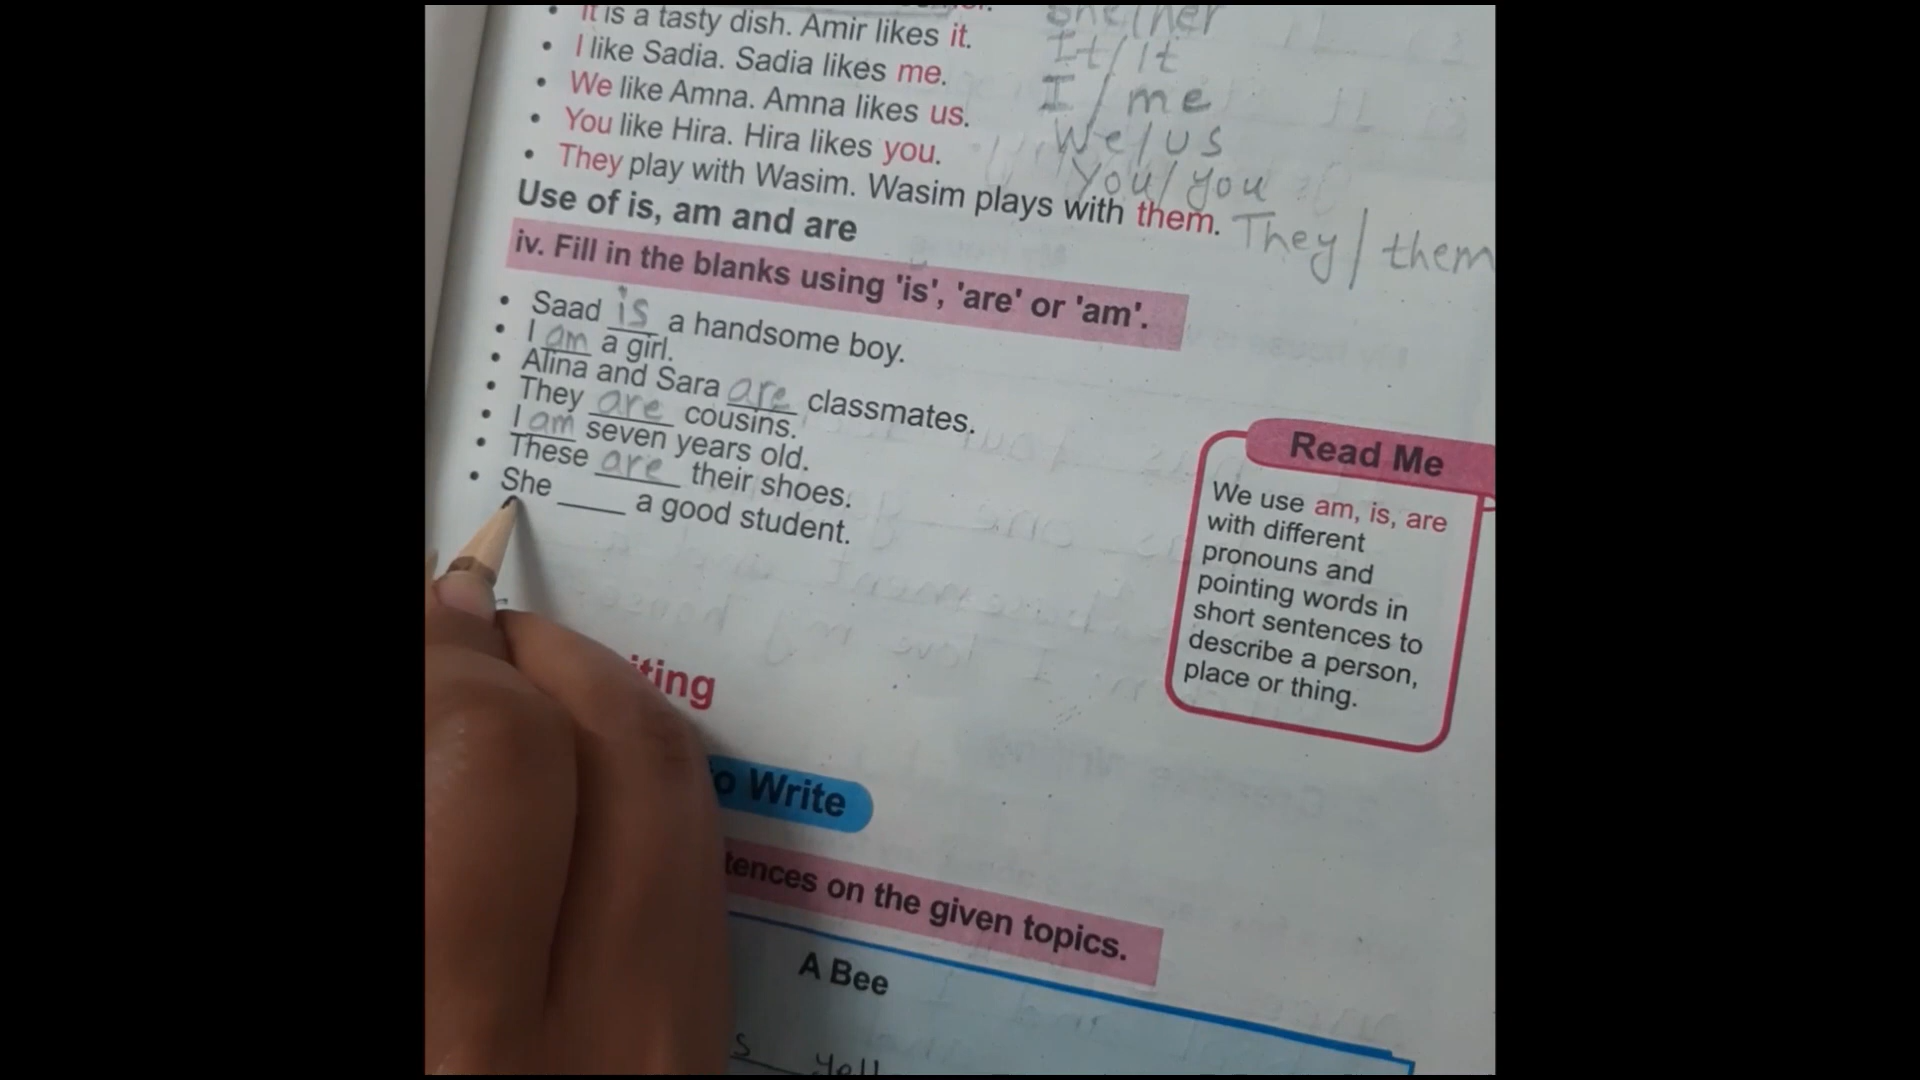 It is a tasty dish. Amir likes it. It/It
I like Sadia. Sadia likes me. I/me
We like Amna. Amna likes us. We/us
You like Hira. Hira likes you. You/you
They play with Wasim. Wasim plays with them. They/them
Use of is, am and are
iv. Fill in the blanks using 'is', 'are' or 'am'.
Saad is a handsome boy.
I am a girl.
Alina and Sara are classmates.
They are cousins.
I am seven years old.
These are their shoes.
She ____ a good student.
Read Me
We use am, is, are
with different
pronouns and
pointing words in
short sentences to
describe a person,
place or thing.
Write
on the given topics.
A Bee